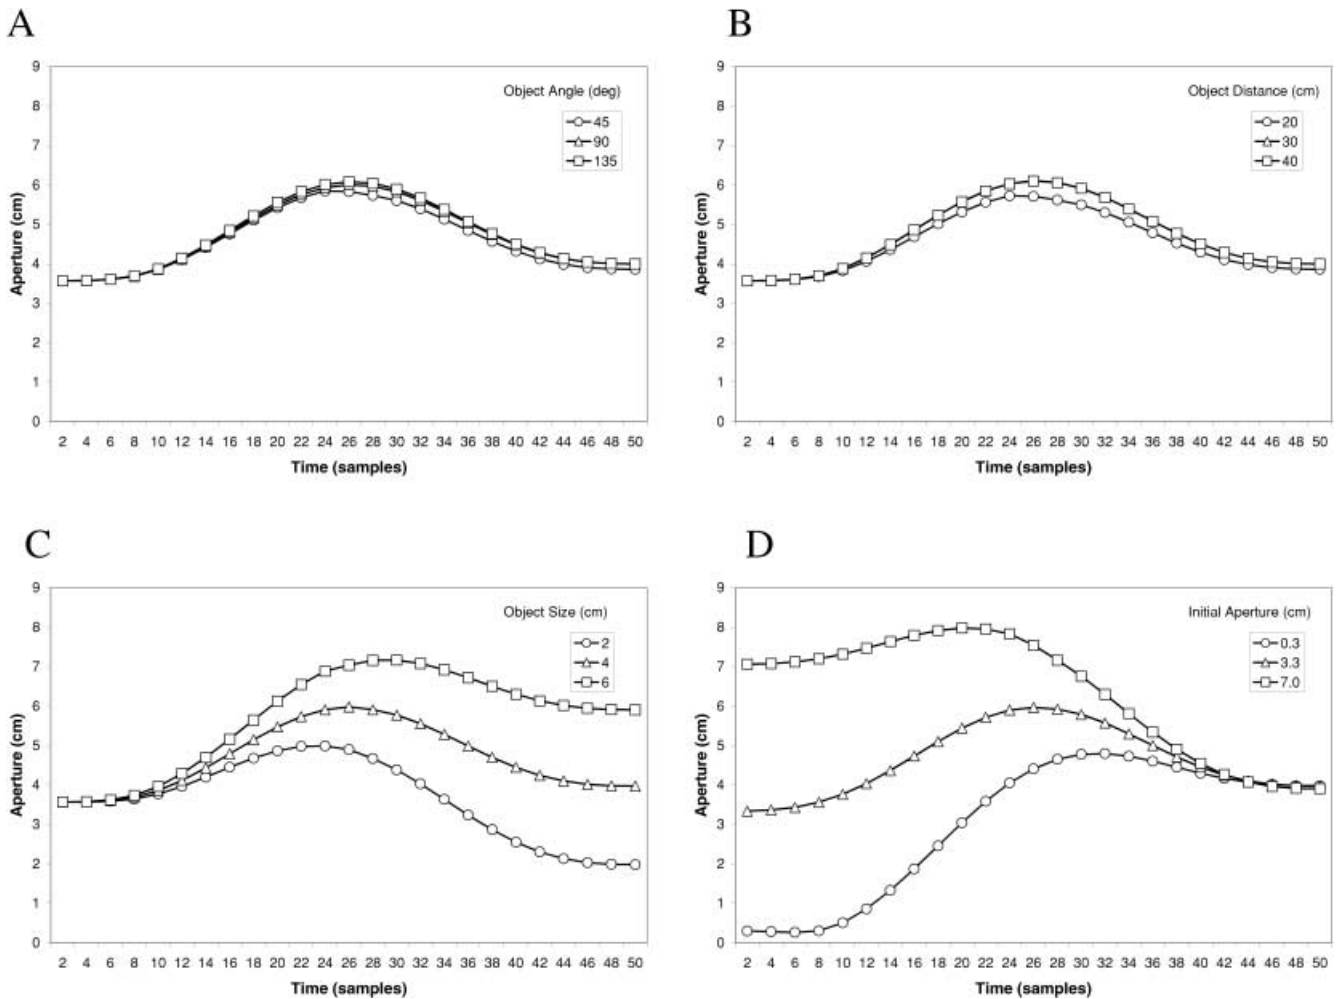 A
9
8
7
6
5
4
3
2
1
0
Aperture (cm)
Object Angle (deg)
45
90
135
2 4 6 8 10 12 14 16 18 20 22 24 26 28 30 32 34 36 38 40 42 44 46 48 50
Time (samples)
B
9
8
7
6
5
4
3
2
1
0
Aperture (cm)
Object Distance (cm)
20
30
40
2 4 6 8 10 12 14 16 18 20 22 24 26 28 30 32 34 36 38 40 42 44 46 48 50
Time (samples)
C
9
8
7
6
5
4
3
2
1
0
Aperture (cm)
Object Size (cm)
2
4
6
2 4 6 8 10 12 14 16 18 20 22 24 26 28 30 32 34 36 38 40 42 44 46 48 50
Time (samples)
D
9
8
7
6
5
4
3
2
1
0
Aperture (cm)
Initial Aperture (cm)
0.3
3.3
7.0
2 4 6 8 10 12 14 16 18 20 22 24 26 28 30 32 34 36 38 40 42 44 46 48 50
Time (samples)